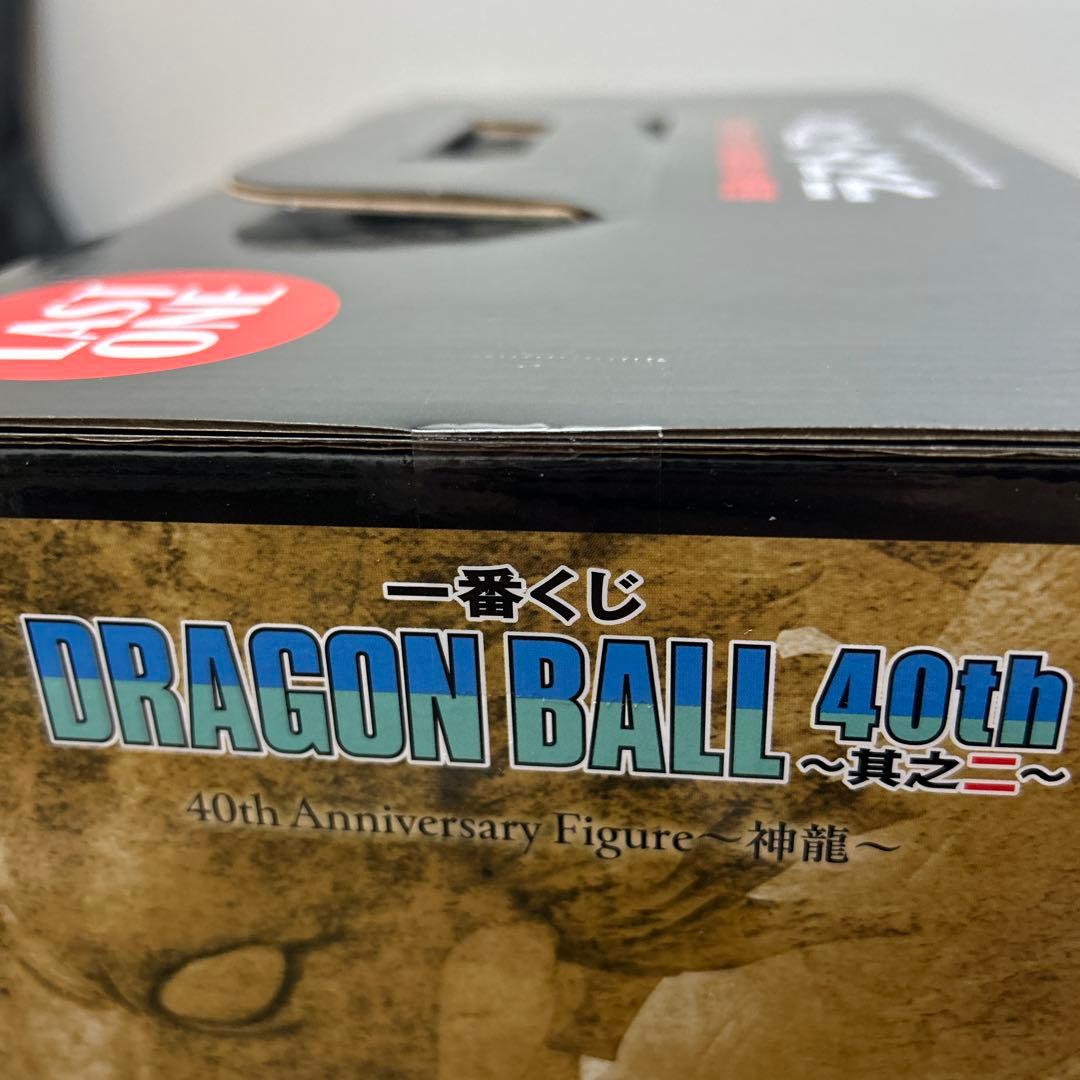 LAST
ONE
一番くじ
DRAGON BALL 40th
～其之二～
40th Anniversary Figure～神龍～